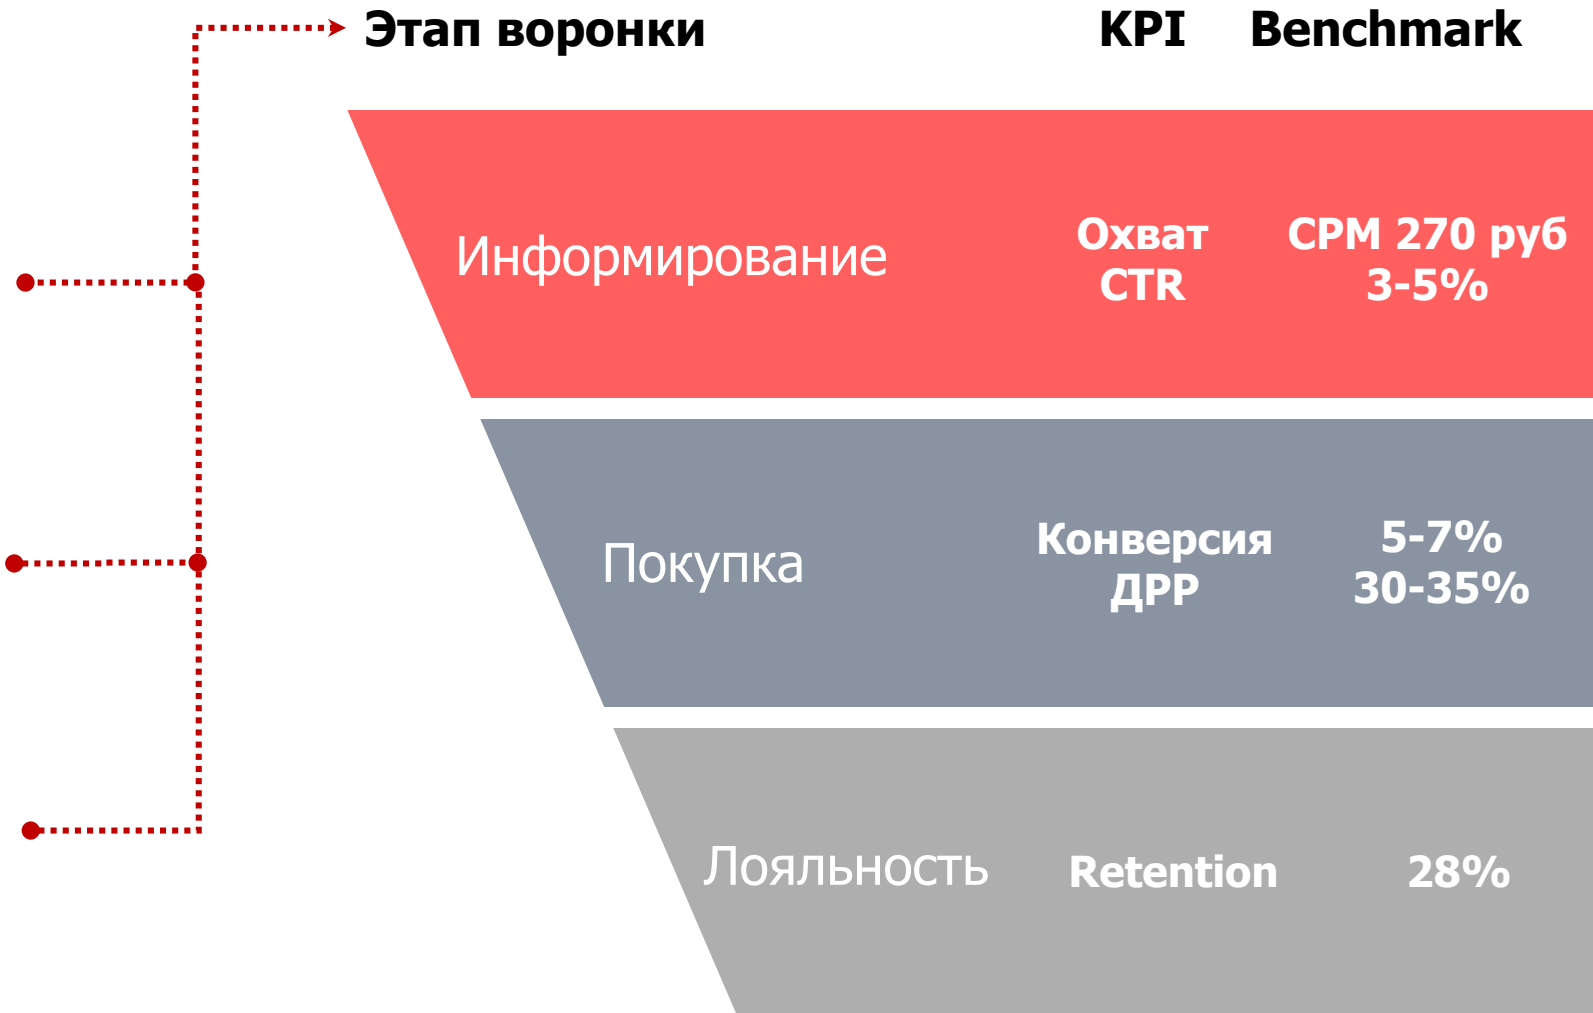 Этап воронки KPI Benchmark
Информирование
Охват CPM 270 руб
CTR 3-5%
Покупка
Конверсия 5-7%
ДРР 30-35%
Лояльность Retention 28%